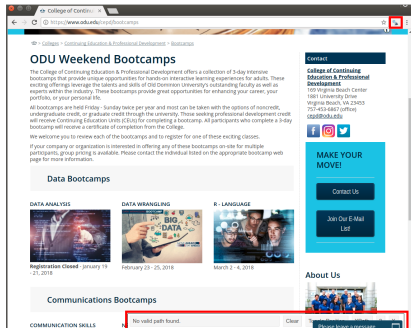 College of Continu
https://www.odu.edu/cepd/bootcamps
Colleges > Continuing Education & Professional Development > Bootcamps
ODU Weekend Bootcamps
The College of Continuing Education & Professional Development offers a collection of 3-day intensive
bootcamps that provide unique opportunities for hands-on interactive learning experiences for adults. These
exciting offerings leverage the talents and skills of Old Dominion University's outstanding faculty as well as
experts within the industry. These bootcamps provide great opportunities for enhancing your career, your
portfolio, or your personal life.
All bootcamps are held Friday - Sunday twice per year and most can be taken with the options of noncredit,
undergraduate credit, or graduate credit through the university. Those seeking professional development credit
will receive Continuing Education Units (CEUs) for completing a bootcamp. All participants who complete a 3-day
bootcamp will receive a certificate of completion from the College.
We welcome you to review each of the bootcamps and to register for one of these exciting classes.
If your company or organization is interested in offering any of these bootcamps on-site for multiple
participants, group pricing is available. Please contact the individual listed on the appropriate bootcamp web
page for more information.
Data Bootcamps
DATA ANALYSIS
DATA WRANGLING
R - LANGUAGE
BIG
DATA
Registration Closed - January 19
- 21, 2018
February 23 - 25, 2018
March 2 - 4, 2018
Communications Bootcamps
COMMUNICATION SKILLS
Contact
College of Continuing
Education & Professional
Development
169 Virginia Beach Center
1881 University Drive
Virginia Beach, VA 23453
757-453-6867 (office)
cepd@odu.edu
MAKE YOUR
MOVE!
Contact Us
Join Our E-Mail
List!
About Us
No valid path found.
Clear
Please leave a message